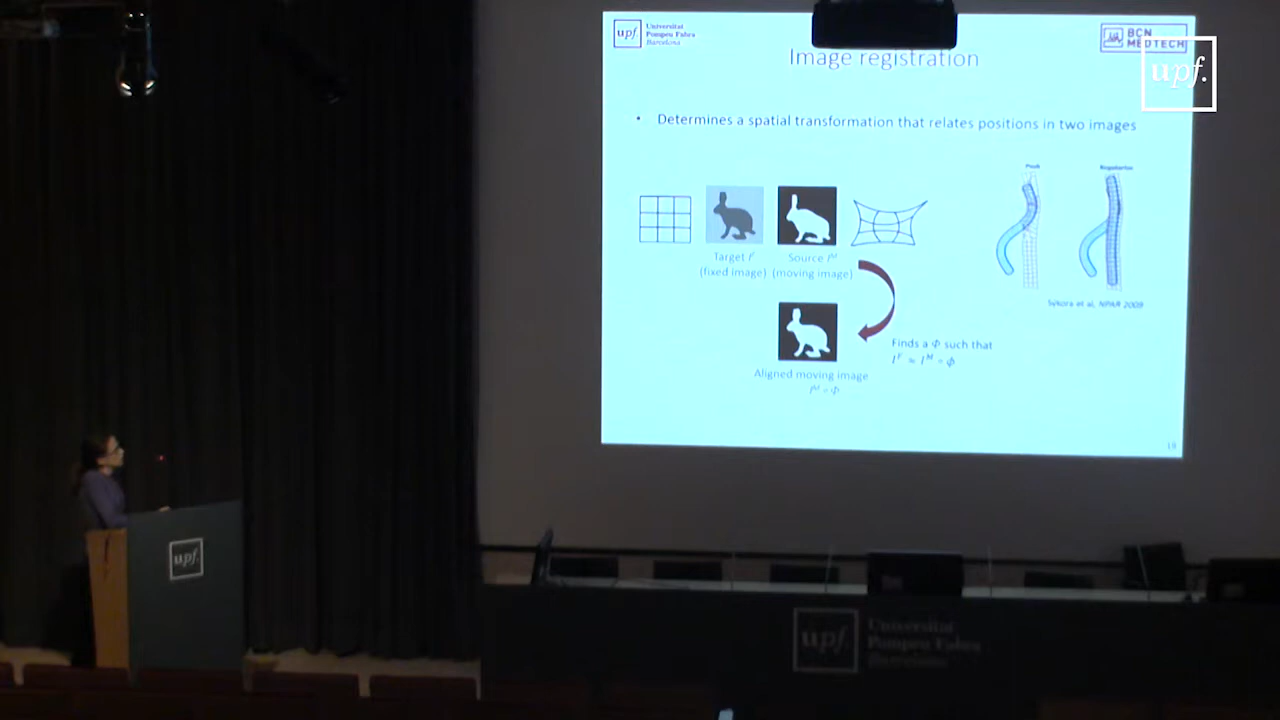 upf.
Universitat
Pompeu Fabra
Barcelona
BCN
MEDTECH
upf.
Image registration
• Determines a spatial transformation that relates positions in two images
Push
Registration
Target I^F
(fixed image)
Source I^M
(moving image)
Sýkora et al, NPAR 2009
Finds a Φ such that
I^F ≈ I^M ∘ Φ
Aligned moving image
I^M ∘ Φ
upf.
upf.
Universitat
Pompeu Fabra
Barcelona